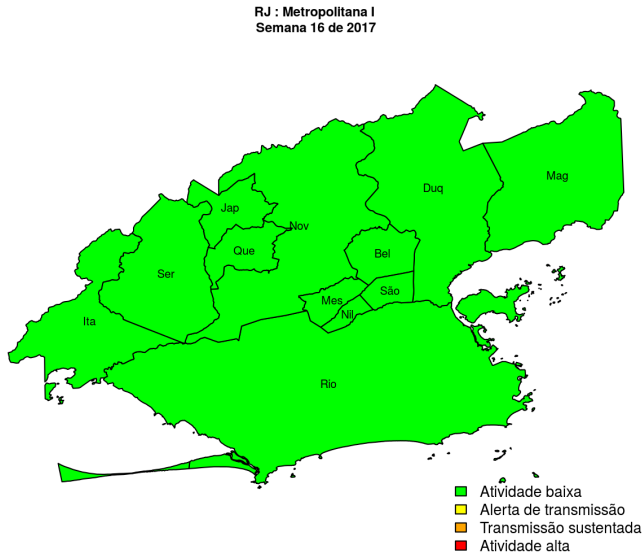 RJ : Metropolitana I
Semana 16 de 2017
Mag
Duq
Jap
Nov
Que
Bel
Ser
São
Mes
Nil
Ita
Rio
Atividade baixa
Alerta de transmissão
Transmissão sustentada
Atividade alta